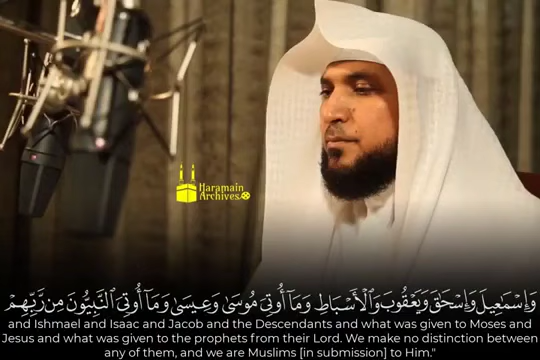 Haramain
Archives
وَإِسْمَٰعِيلَ وَإِسْحَٰقَ وَيَعْقُوبَ وَٱلْأَسْبَاطِ وَمَآ أُوتِيَ مُوسَىٰ وَعِيسَىٰ وَمَآ أُوتِيَ ٱلنَّبِيُّونَ مِن رَّبِّهِمْ
and Ishmael and Isaac and Jacob and the Descendants and what was given to Moses and
Jesus and what was given to the prophets from their Lord. We make no distinction between
any of them, and we are Muslims [in submission] to Him."